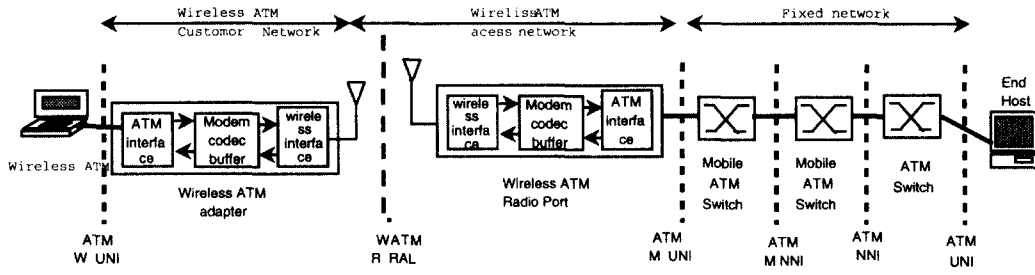 Wireless ATM
Customor Network
WirelisATM
acess network
Fixed network
End
Host
Wireless ATM
ATM
interfa
ce
Modem
codec
buffer
wirele
ss interfa
ce
Wireless ATM
adapter
wirele
ss interfa
ce
Modem
codec
buffer
ATM
interfa
ce
Wireless ATM
Radio Port
Mobile
ATM
Switch
Mobile
ATM
Switch
ATM
Switch
ATM
W UNI
WATM
R RAL
ATM
M UNI
ATM
M NNI
ATM
NNI
ATM
UNI